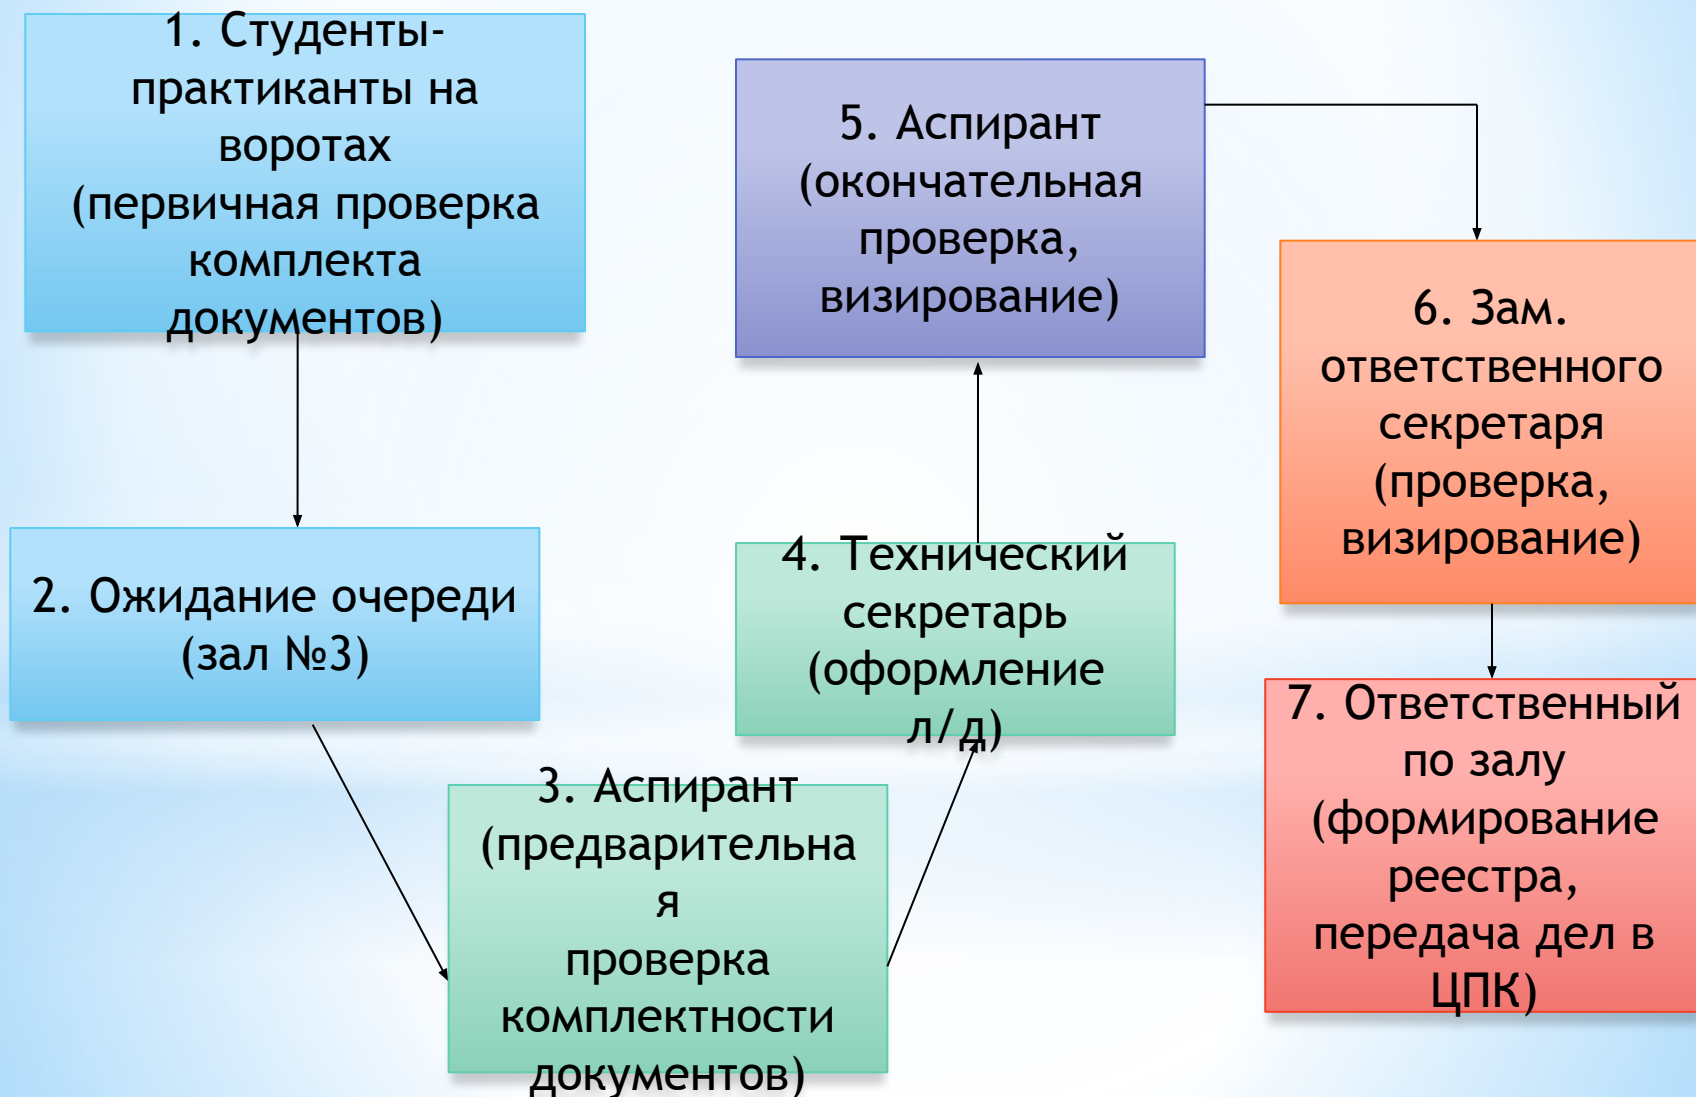 1. Студенты-
практиканты на
воротах
(первичная проверка
комплекта
документов)
2. Ожидание очереди
(зал №3)
3. Аспирант
(предварительна
я
проверка
комплектности
документов)
4. Технический
секретарь
(оформление
л/д)
5. Аспирант
(окончательная
проверка,
визирование)
6. Зам.
ответственного
секретаря
(проверка,
визирование)
7. Ответственный
по залу
(формирование
реестра,
передача дел в
ЦПК)